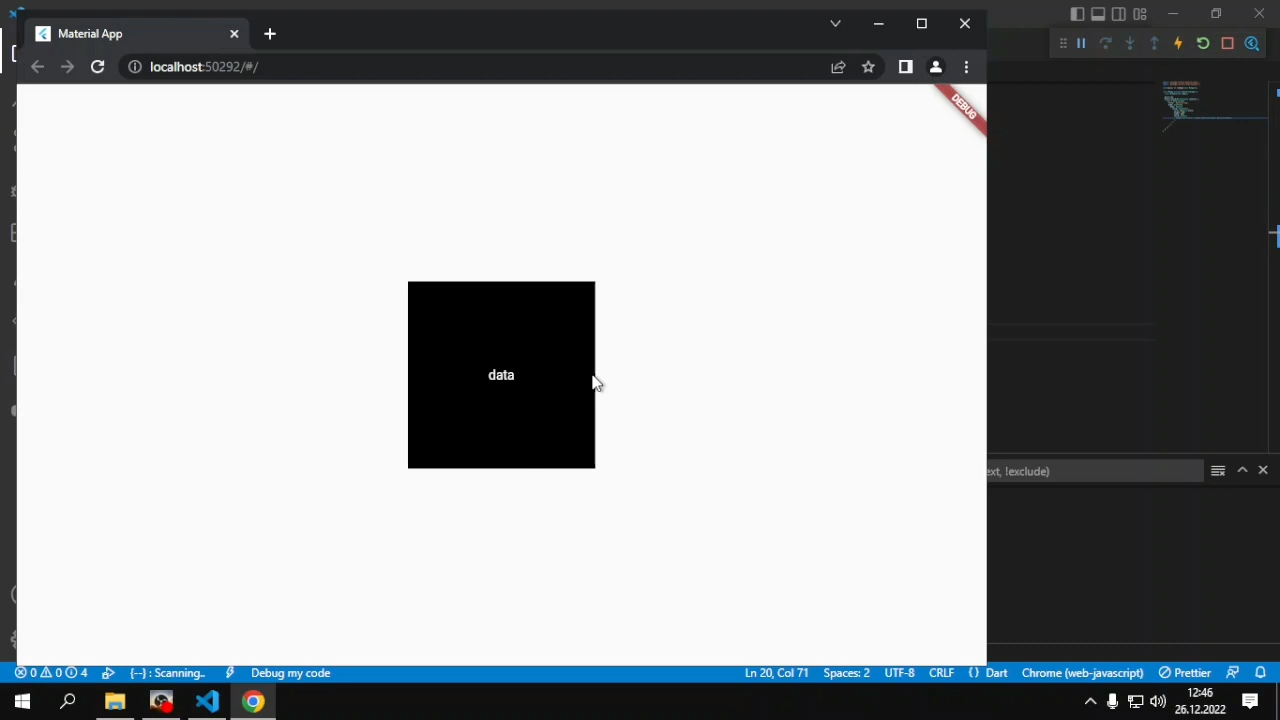 Material App
localhost:50292/#/
DEBUG
data
ext, !exclude)
0 0 4 {--} : Scanning.. Debug my code Ln 20, Col 71 Spaces: 2 UTF-8 CRLF {} Dart Chrome (web-javascript) Prettier
12:46
26.12.2022